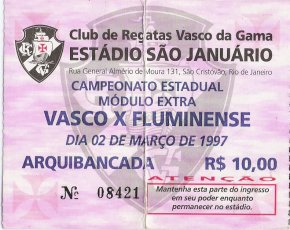 Club de Regatas Vasco da Gama
ESTÁDIO SÃO JANUÁRIO
Rua General Almério de Moura 131, São Cristóvão, Rio de Janeiro
CAMPEONATO ESTADUAL
MÓDULO EXTRA
VASCO X FLUMINENSE
DIA 02 DE MARÇO DE 1997
ARQUIBANCADA R$ 10,00
ATENÇÃO
Nº 08421
Mantenha esta parte do ingresso
em seu poder enquanto
permanecer no estádio.